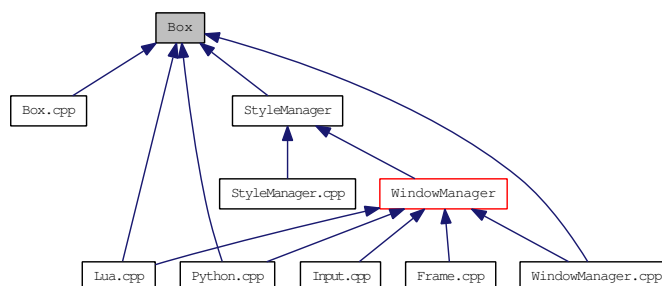 Box
Box.cpp
StyleManager
StyleManager.cpp
WindowManager
Lua.cpp
Python.cpp
Input.cpp
Frame.cpp
WindowManager.cpp